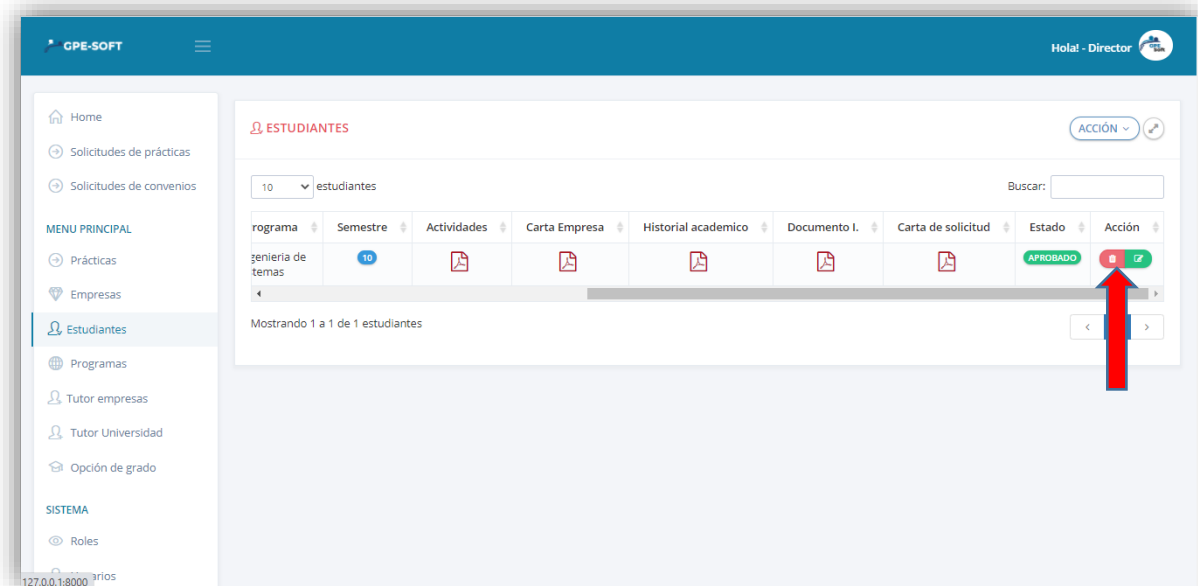 GPE-SOFT
Hola! - Director
GPE
Home
Solicitudes de prácticas
Solicitudes de convenios
MENU PRINCIPAL
Prácticas
Empresas
Estudiantes
Programas
Tutor empresas
Tutor Universidad
Opción de grado
SISTEMA
Roles
arios
127.0.0.1:8000
ESTUDIANTES
ACCIÓN
10 estudiantes
Buscar:
rograma Semestre Actividades Carta Empresa Historial academico Documento I. Carta de solicitud Estado Acción
genieria de
temas
10
APROBADO
Mostrando 1 a 1 de 1 estudiantes